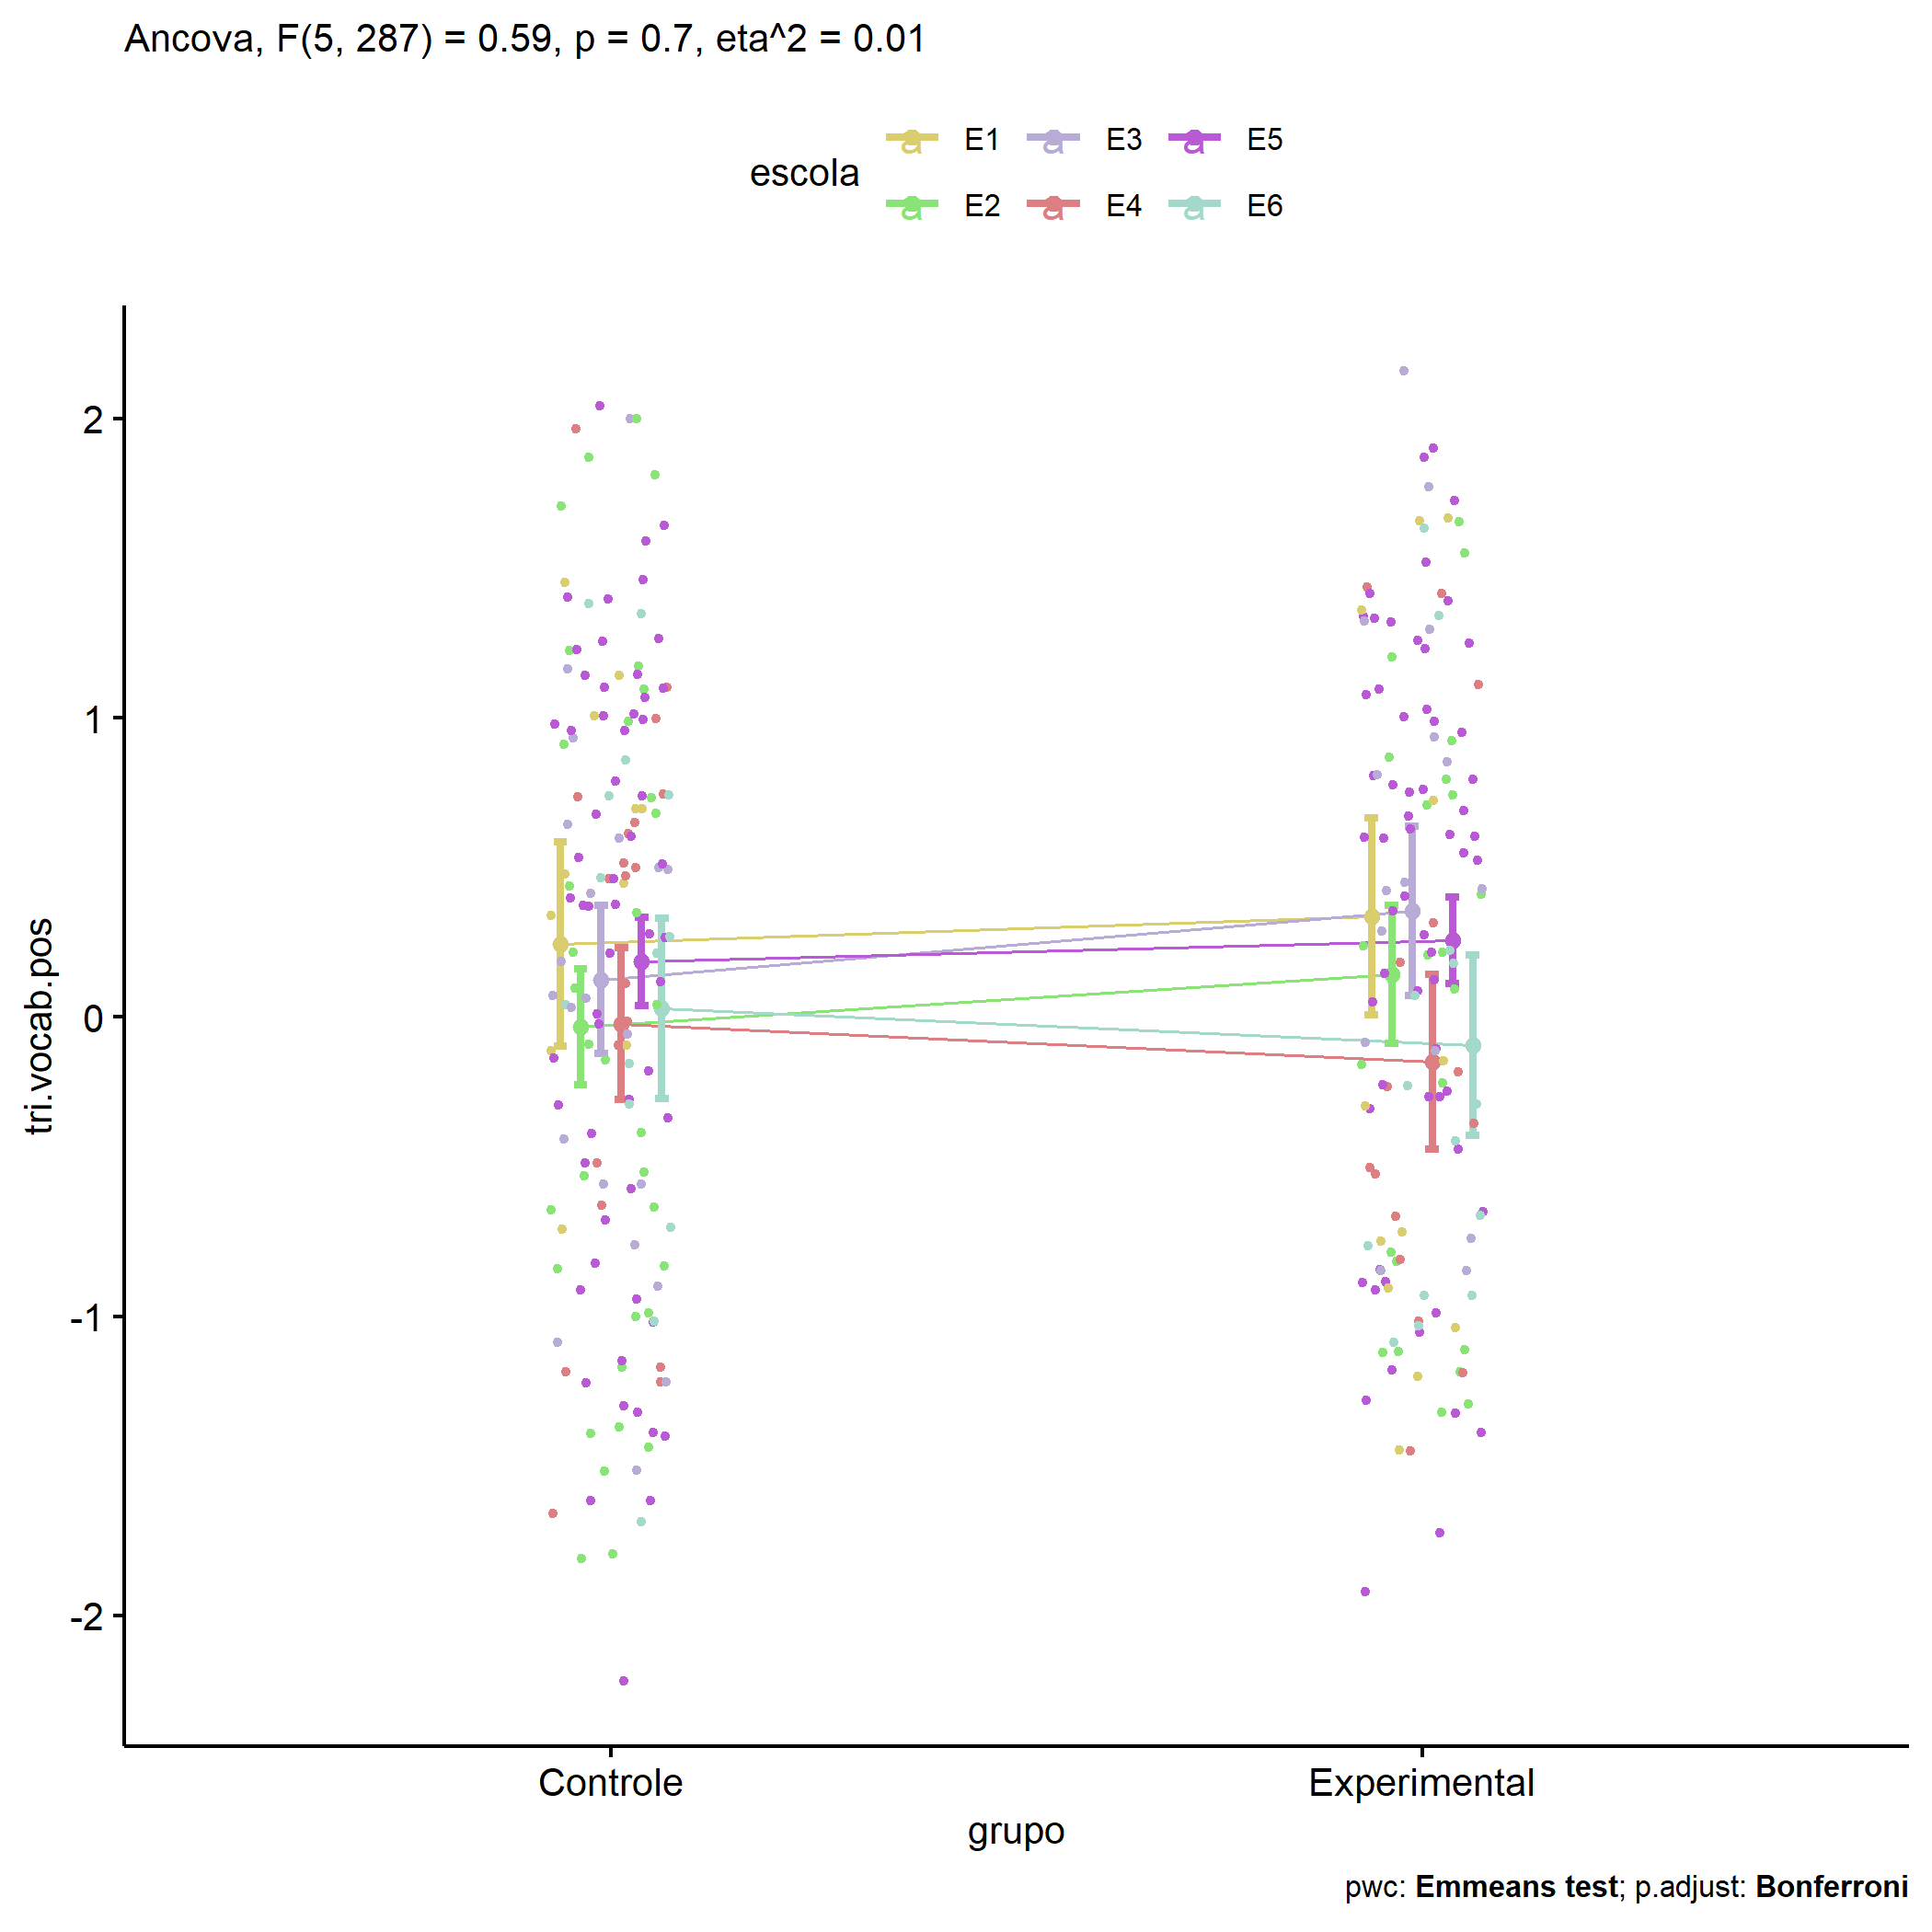 Ancova, F(5, 287) = 0.59, p = 0.7, eta^2 = 0.01
escola
a E1 a E3 a E5
a E2 a E4 a E6
tri.vocab.pos
2
1
0
-1
-2
Controle Experimental
grupo
pwc: Emmeans test; p.adjust: Bonferroni